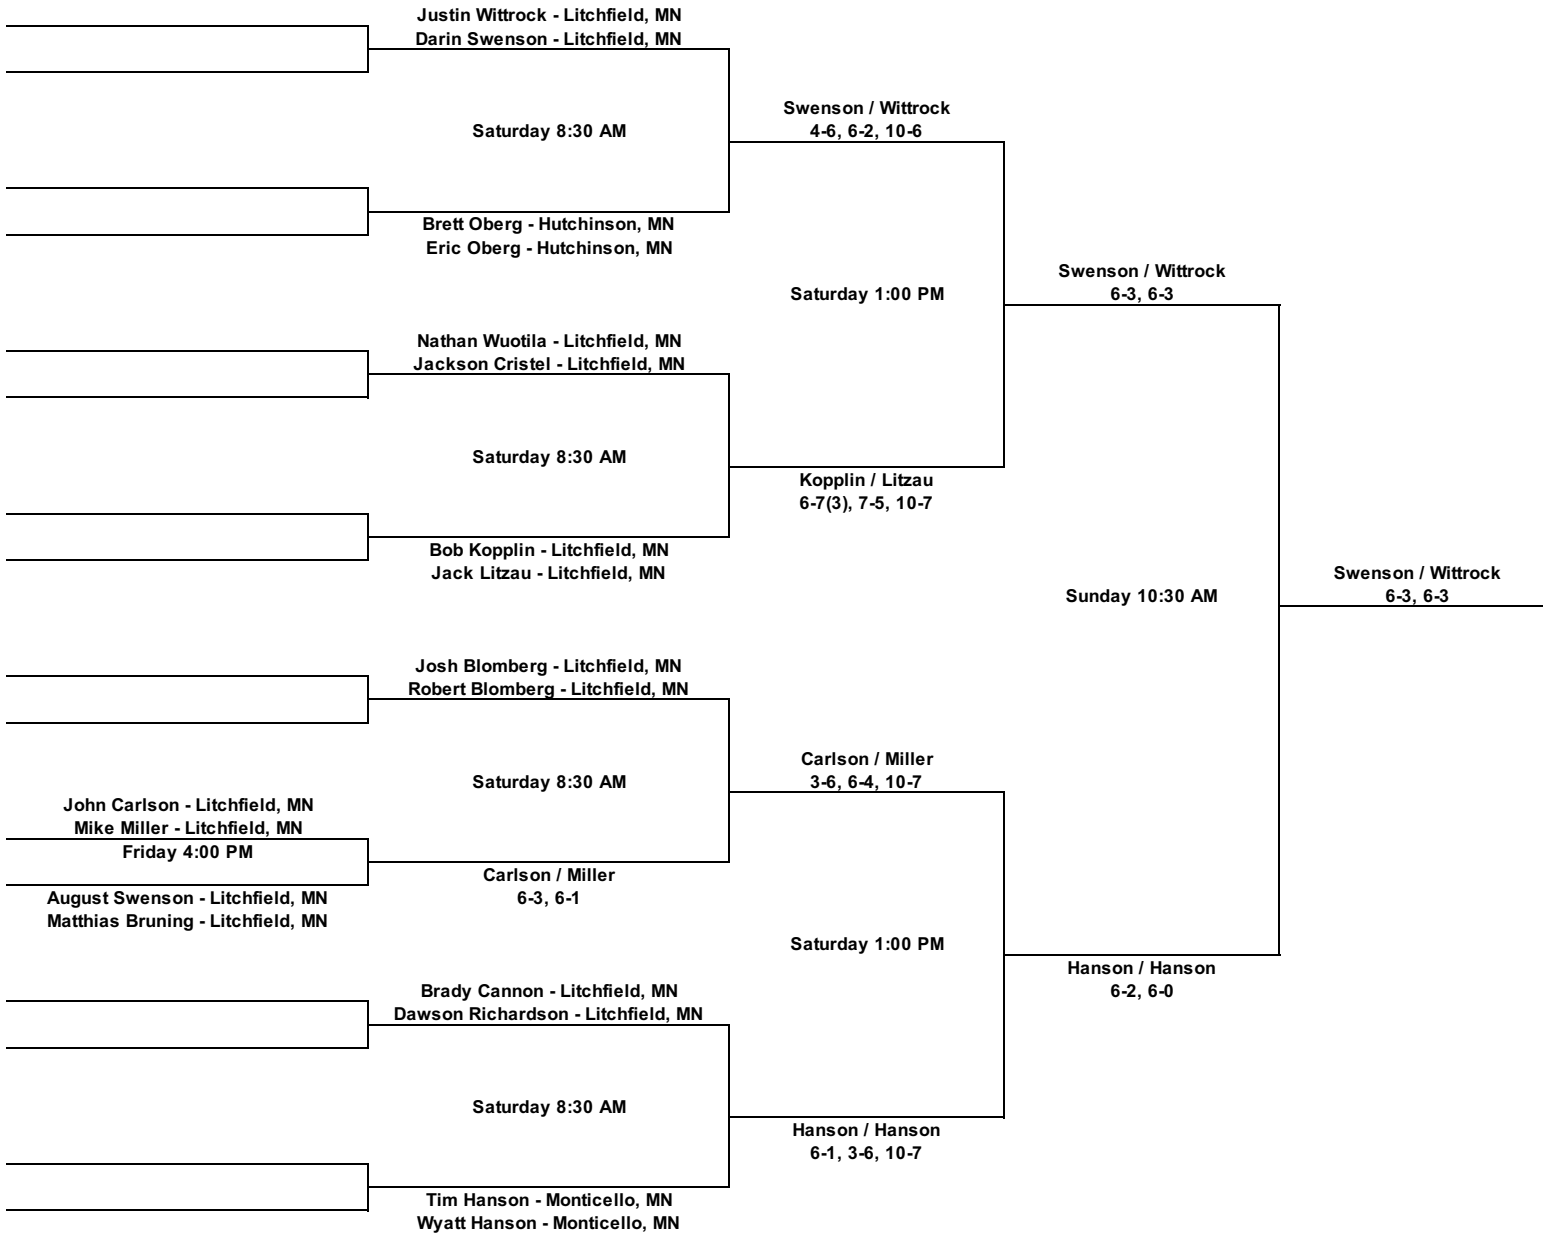 Justin Wittrock - Litchfield, MN
Darin Swenson - Litchfield, MN
Swenson / Wittrock
4-6, 6-2, 10-6
Saturday 8:30 AM
Brett Oberg - Hutchinson, MN
Eric Oberg - Hutchinson, MN
Swenson / Wittrock
6-3, 6-3
Saturday 1:00 PM
Nathan Wuotila - Litchfield, MN
Jackson Cristel - Litchfield, MN
Saturday 8:30 AM
Kopplin / Litzau
6-7(3), 7-5, 10-7
Bob Kopplin - Litchfield, MN
Jack Litzau - Litchfield, MN
Swenson / Wittrock
6-3, 6-3
Sunday 10:30 AM
Josh Blomberg - Litchfield, MN
Robert Blomberg - Litchfield, MN
Carlson / Miller
3-6, 6-4, 10-7
Saturday 8:30 AM
John Carlson - Litchfield, MN
Mike Miller - Litchfield, MN
Friday 4:00 PM
Carlson / Miller
6-3, 6-1
August Swenson - Litchfield, MN
Matthias Bruning - Litchfield, MN
Saturday 1:00 PM
Hanson / Hanson
6-2, 6-0
Brady Cannon - Litchfield, MN
Dawson Richardson - Litchfield, MN
Saturday 8:30 AM
Hanson / Hanson
6-1, 3-6, 10-7
Tim Hanson - Monticello, MN
Wyatt Hanson - Monticello, MN